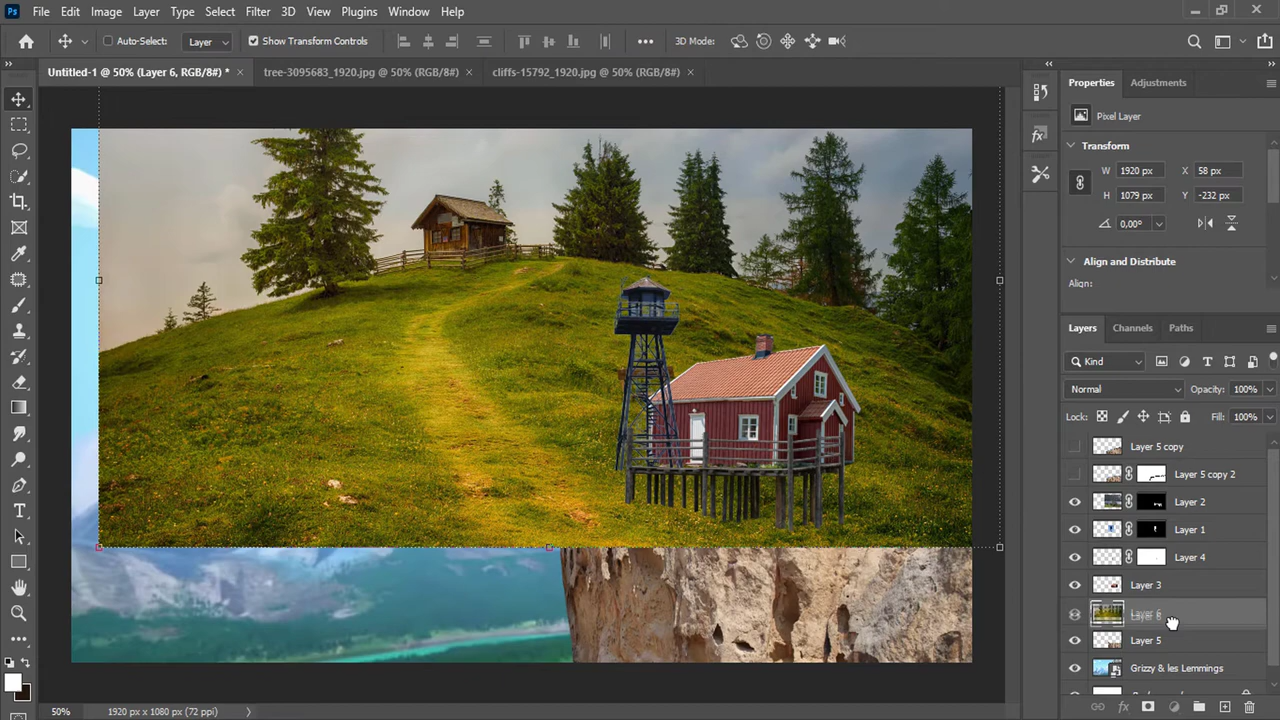 Ps File Edit Image Layer Type Select Filter 3D View Plugins Window Help
Auto-Select: Layer Show Transform Controls 3D Mode:
Untitled-1 @ 50% (Layer 6, RGB/8#) * × tree-3095683_1920.jpg @ 50% (RGB/8#) × cliffs-15792_1920.jpg @ 50% (RGB/8#) ×
Properties Adjustments
Pixel Layer
Transform
W 1920 px X 58 px
H 1079 px Y -232 px
0,00°
Align and Distribute
Align:
Layers Channels Paths
Kind
Normal Opacity: 100%
Lock: Fill: 100%
Layer 5 copy
Layer 5 copy 2
Layer 2
Layer 1
Layer 4
Layer 3
Layer 6
Layer 5
Grizzy & les Lemmings
50% 1920 px x 1080 px (72 ppi)